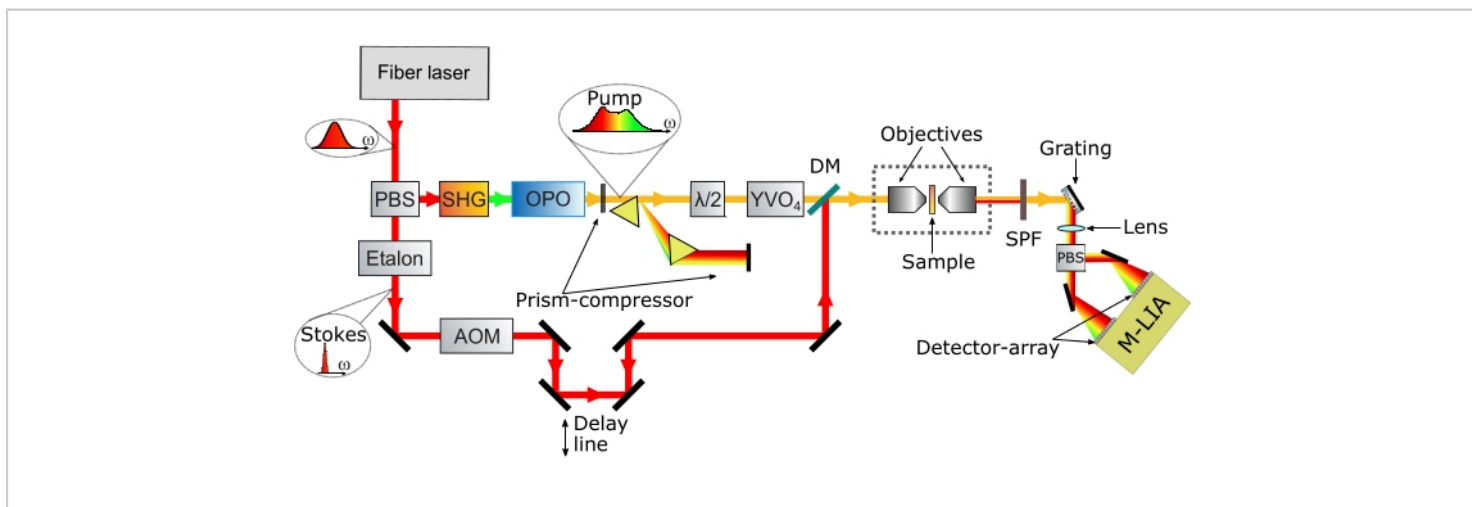 Fiber laser
Pump
ω
ω
Objectives
Grating
DM
PBS
SHG
OPO
λ/2
YVO₄
SPF
Lens
Etalon
Sample
PBS
Prism-compressor
Stokes
ω
AOM
Detector-array
M-LIA
Delay
line